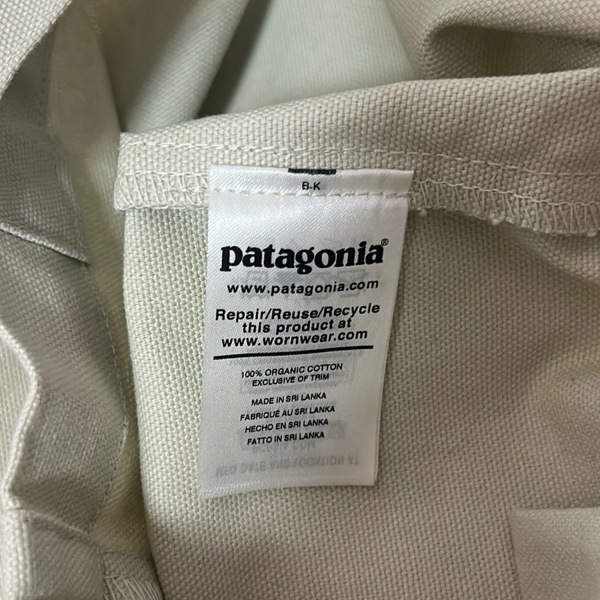 B-K
patagonia®
www.patagonia.com
Repair/Reuse/Recycle
this product at
www.wornwear.com
100% ORGANIC COTTON
EXCLUSIVE OF TRIM
MADE IN SRI LANKA
FABRIQUÉ AU SRI LANKA
HECHO EN SRI LANKA
FATTO IN SRI LANKA